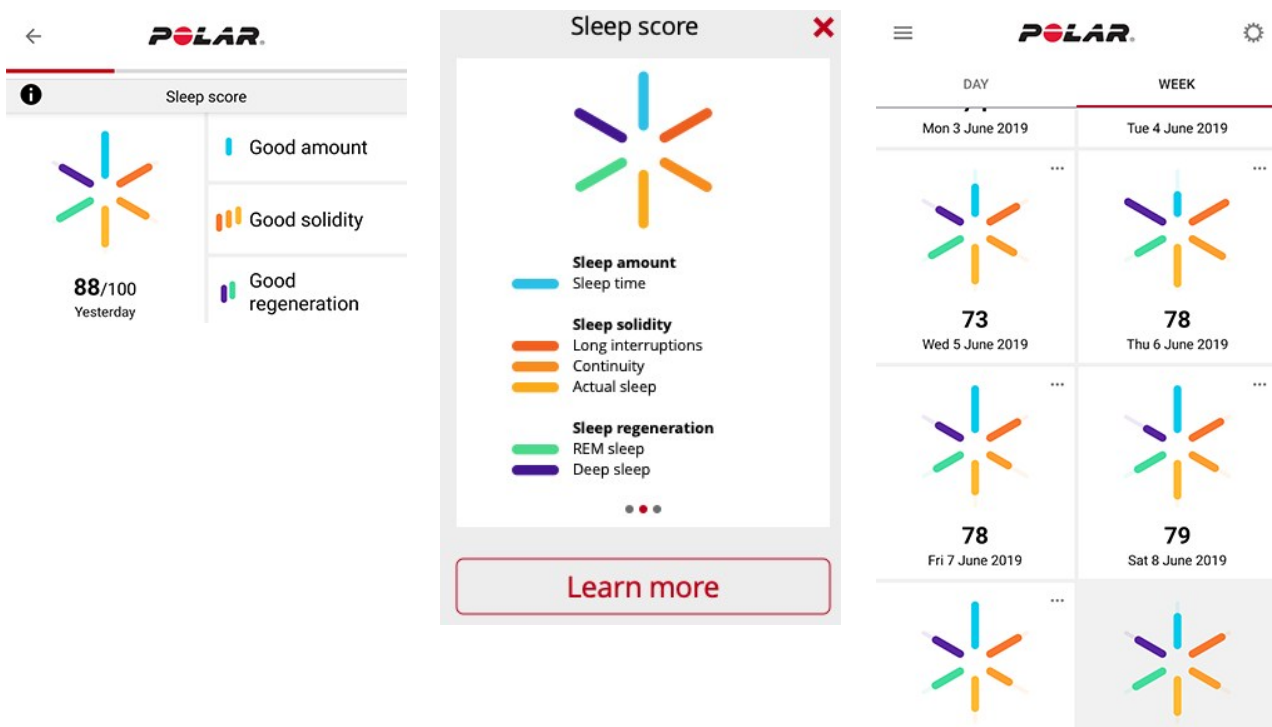 POLAR
Sleep score
Good amount
Good solidity
Good
regeneration
88/100
Yesterday
Sleep score
Sleep amount
Sleep time
Sleep solidity
Long interruptions
Continuity
Actual sleep
Sleep regeneration
REM sleep
Deep sleep
Learn more
POLAR
DAY WEEK
Mon 3 June 2019 Tue 4 June 2019
73 78
Wed 5 June 2019 Thu 6 June 2019
78 79
Fri 7 June 2019 Sat 8 June 2019